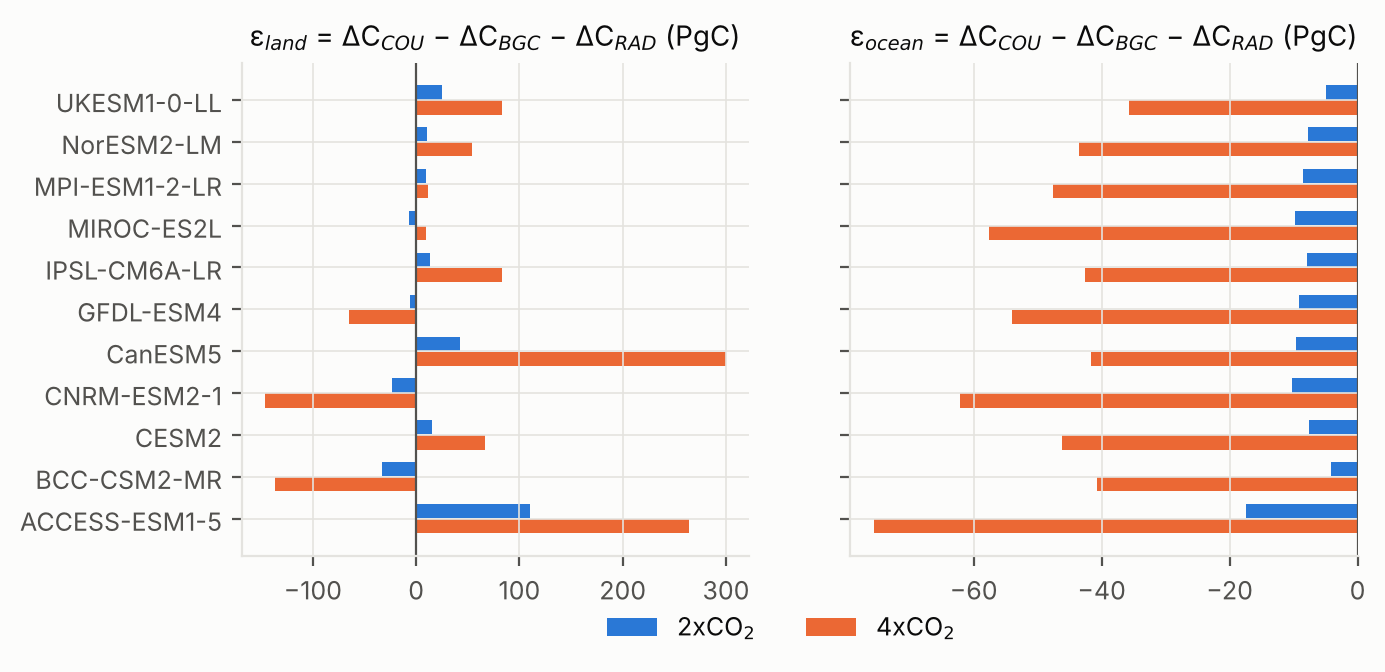 ε_land = ΔC_COU − ΔC_BGC − ΔC_RAD (PgC)
ε_ocean = ΔC_COU − ΔC_BGC − ΔC_RAD (PgC)
UKESM1-0-LL
NorESM2-LM
MPI-ESM1-2-LR
MIROC-ES2L
IPSL-CM6A-LR
GFDL-ESM4
CanESM5
CNRM-ESM2-1
CESM2
BCC-CSM2-MR
ACCESS-ESM1-5
−100 0 100 200 300
−60 −40 −20 0
2xCO₂ 4xCO₂